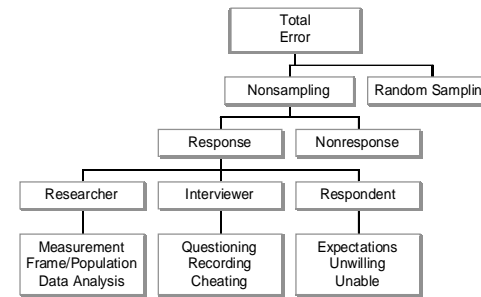 Total
Error
Nonsampling
Random Samplin
Response
Nonresponse
Researcher
Interviewer
Respondent
Measurement
Frame/Population
Data Analysis
Questioning
Recording
Cheating
Expectations
Unwilling
Unable